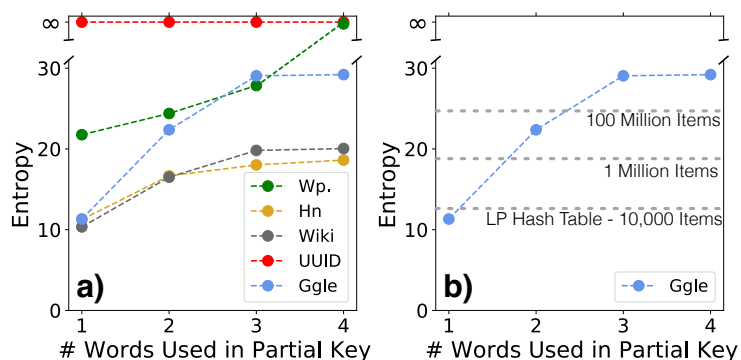 ∞
30
20
10
0
Entropy
1
2
3
4
# Words Used in Partial Key
a)
Wp.
Hn
Wiki
UUID
Ggle
∞
30
20
10
0
Entropy
100 Million Items
1 Million Items
LP Hash Table - 10,000 Items
b)
Ggle
1
2
3
4
# Words Used in Partial Key